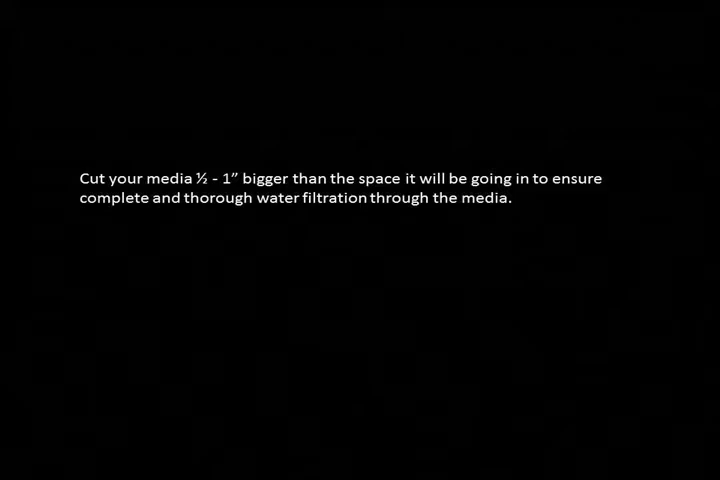 Cut your media ½ - 1” bigger than the space it will be going in to ensure
complete and thorough water filtration through the media.